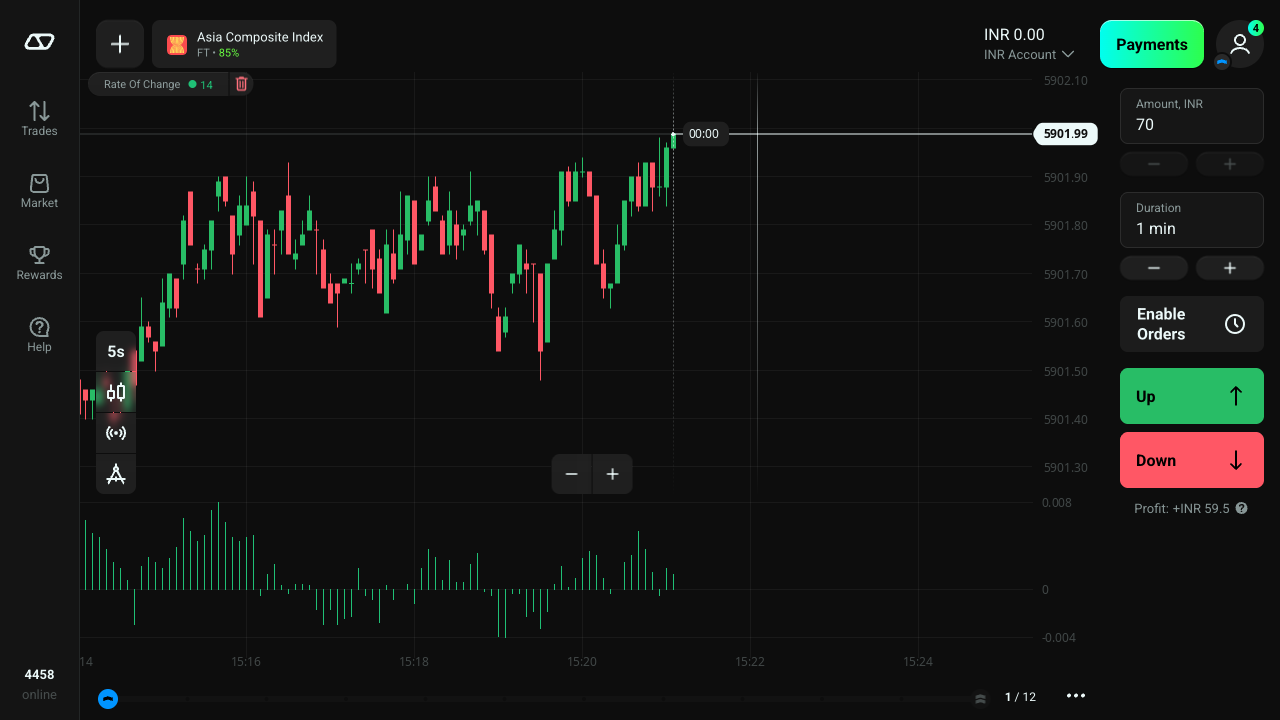 Asia Composite Index
FT • 85%
INR 0.00
INR Account
Payments
4
Rate Of Change 14
Trades
Market
Rewards
Help
4458
online
5s
00:00
5902.10
5901.99
5901.90
5901.80
5901.70
5901.60
5901.50
5901.40
5901.30
0.008
0
-0.004
14
15:16
15:18
15:20
15:22
15:24
1 / 12
Amount, INR
70
Duration
1 min
Enable
Orders
Up
Down
Profit: +INR 59.5